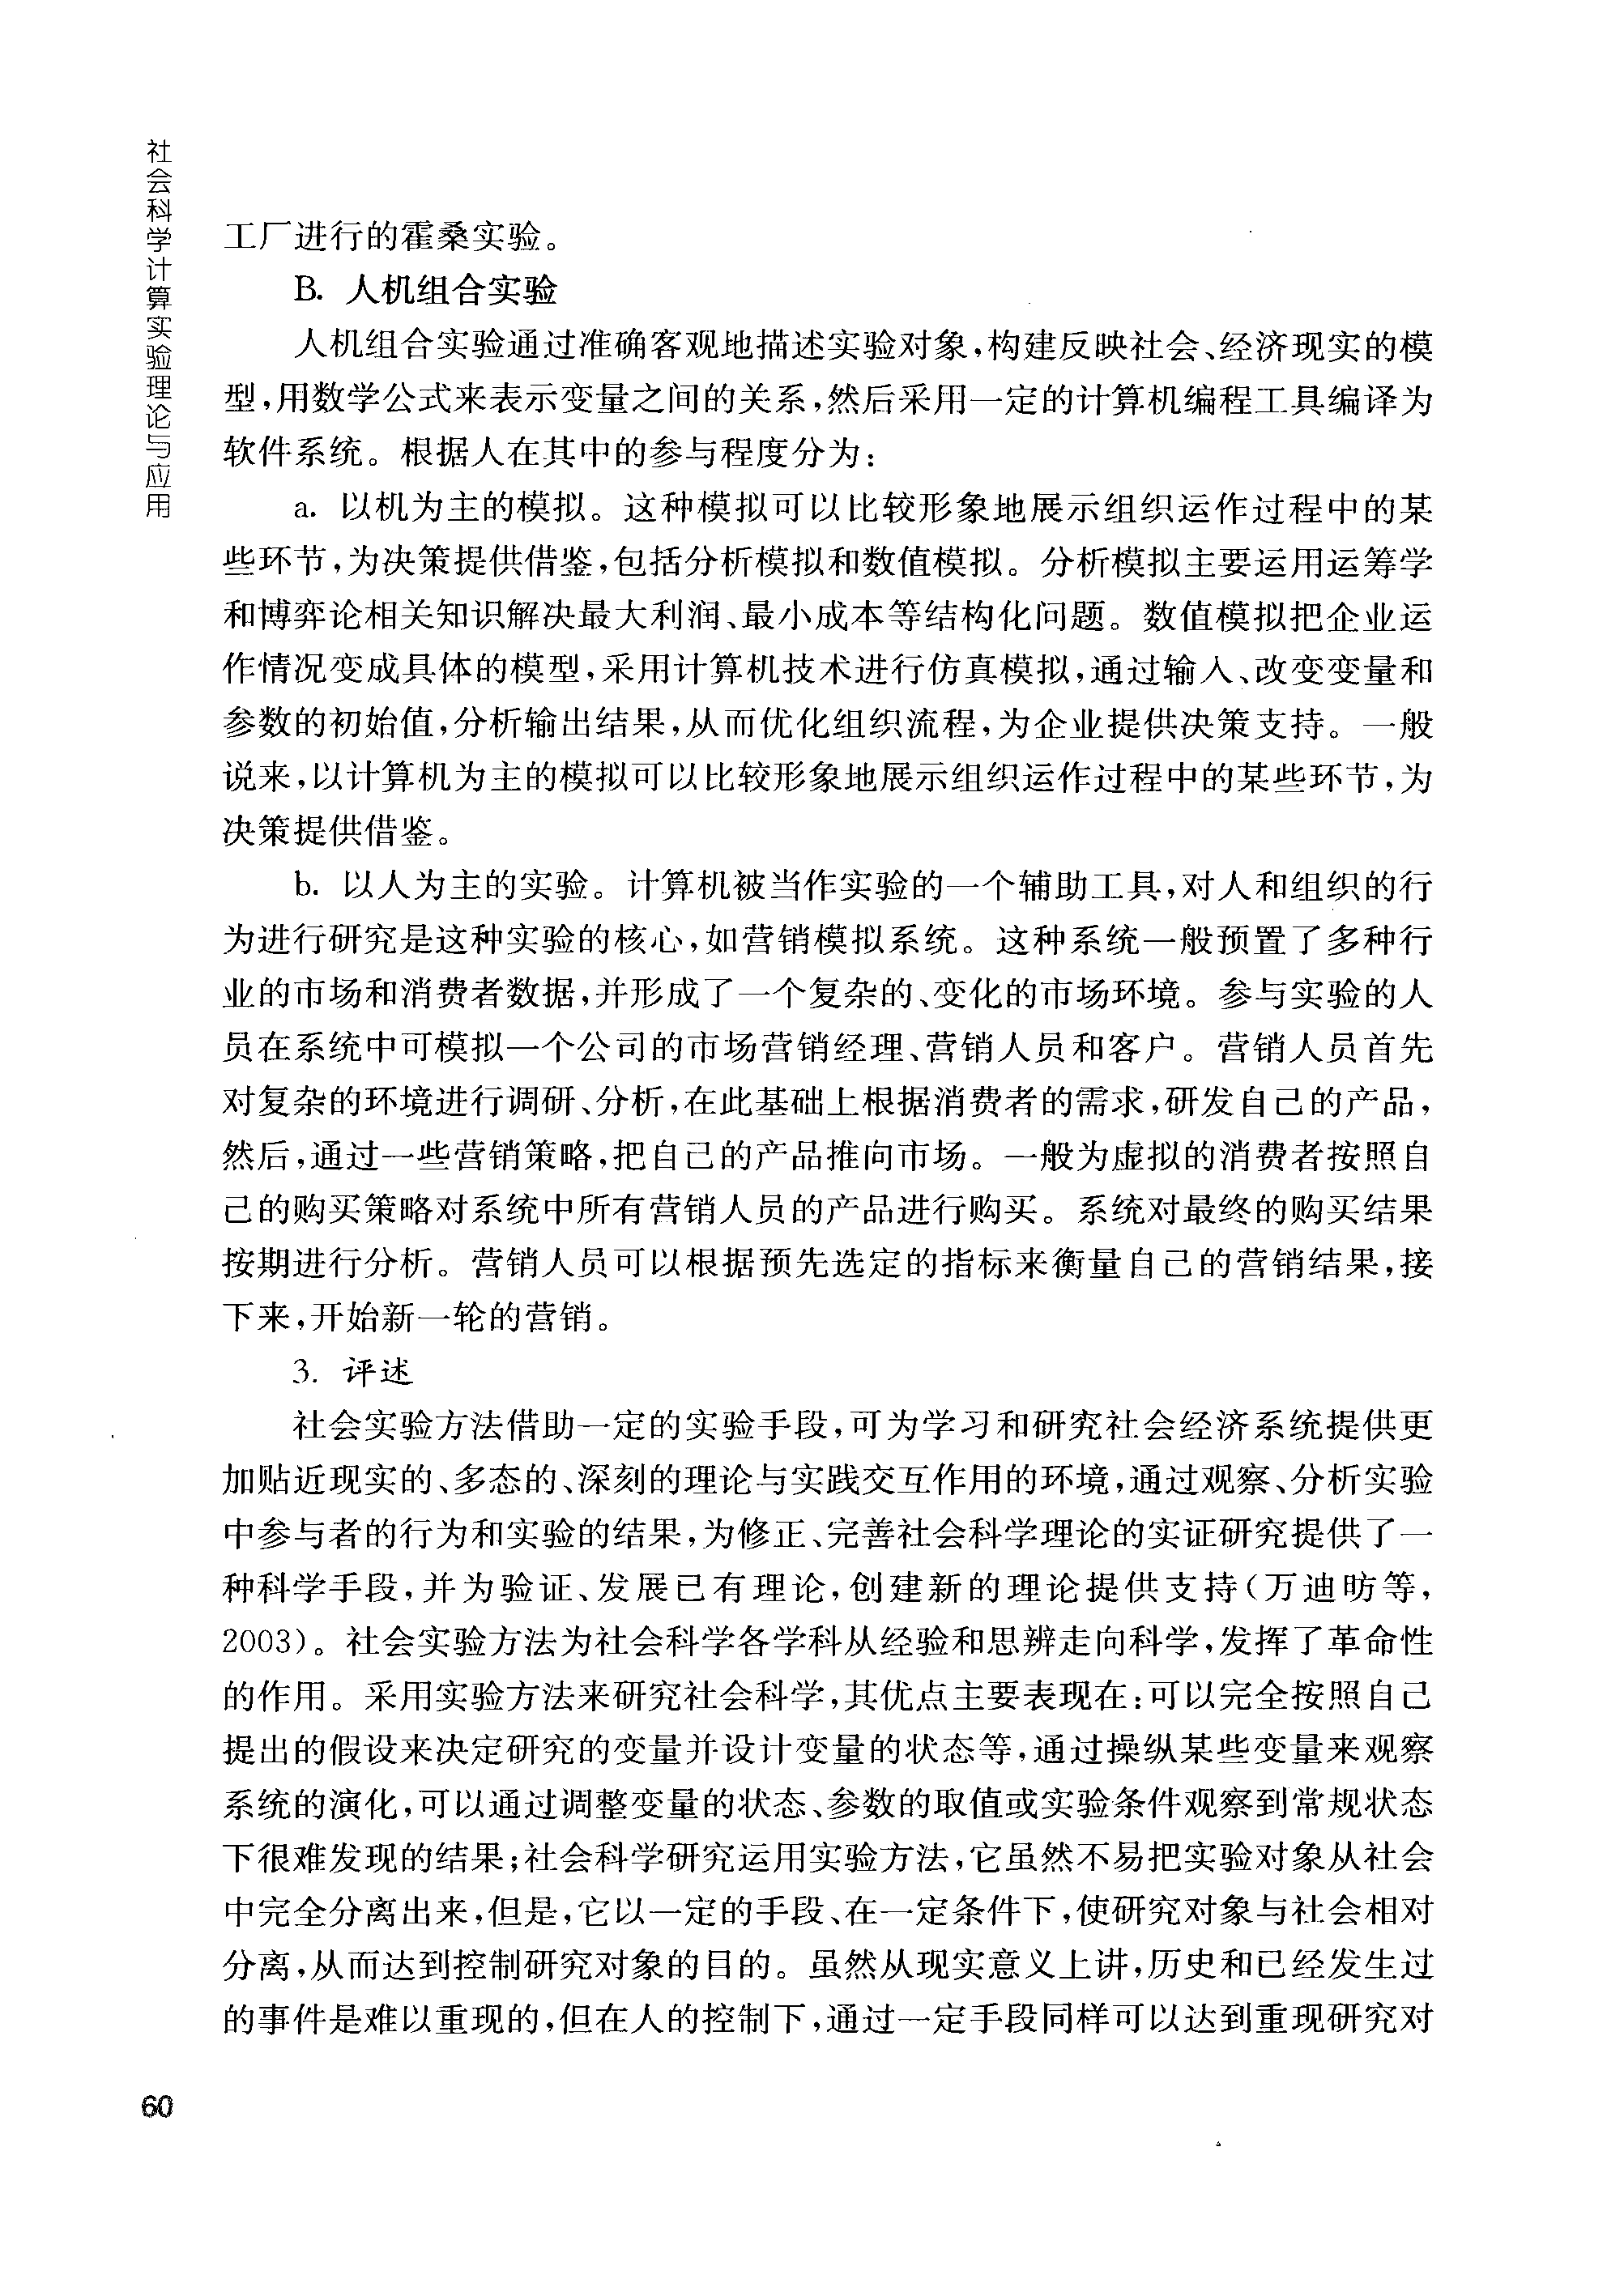 社会科学计算实验理论与应用
工厂进行的霍桑实验。
B. 人机组合实验
人机组合实验通过准确客观地描述实验对象,构建反映社会、经济现实的模
型,用数学公式来表示变量之间的关系,然后采用一定的计算机编程工具编译为
软件系统。根据人在其中的参与程度分为:
a. 以机为主的模拟。这种模拟可以比较形象地展示组织运作过程中的某
些环节,为决策提供借鉴,包括分析模拟和数值模拟。分析模拟主要运用运筹学
和博弈论相关知识解决最大利润、最小成本等结构化问题。数值模拟把企业运
作情况变成具体的模型,采用计算机技术进行仿真模拟,通过输入、改变变量和
参数的初始值,分析输出结果,从而优化组织流程,为企业提供决策支持。一般
说来,以计算机为主的模拟可以比较形象地展示组织运作过程中的某些环节,为
决策提供借鉴。
b. 以人为主的实验。计算机被当作实验的一个辅助工具,对人和组织的行
为进行研究是这种实验的核心,如营销模拟系统。这种系统一般预置了多种行
业的市场和消费者数据,并形成了一个复杂的、变化的市场环境。参与实验的人
员在系统中可模拟一个公司的市场营销经理、营销人员和客户。营销人员首先
对复杂的环境进行调研、分析,在此基础上根据消费者的需求,研发自己的产品,
然后,通过一些营销策略,把自己的产品推向市场。一般为虚拟的消费者按照自
己的购买策略对系统中所有营销人员的产品进行购买。系统对最终的购买结果
按期进行分析。营销人员可以根据预先选定的指标来衡量自己的营销结果,接
下来,开始新一轮的营销。
3. 评述
社会实验方法借助一定的实验手段,可为学习和研究社会经济系统提供更
加贴近现实的、多态的、深刻的理论与实践交互作用的环境,通过观察、分析实验
中参与者的行为和实验的结果,为修正、完善社会科学理论的实证研究提供了一
种科学手段,并为验证、发展已有理论,创建新的理论提供支持(万迪昉等,
2003)。社会实验方法为社会科学各学科从经验和思辨走向科学,发挥了革命性
的作用。采用实验方法来研究社会科学,其优点主要表现在:可以完全按照自己
提出的假设来决定研究的变量并设计变量的状态等,通过操纵某些变量来观察
系统的演化,可以通过调整变量的状态、参数的取值或实验条件观察到常规状态
下很难发现的结果;社会科学研究运用实验方法,它虽然不易把实验对象从社会
中完全分离出来,但是,它以一定的手段、在一定条件下,使研究对象与社会相对
分离,从而达到控制研究对象的目的。虽然从现实意义上讲,历史和已经发生过
的事件是难以重现的,但在人的控制下,通过一定手段同样可以达到重现研究对
60